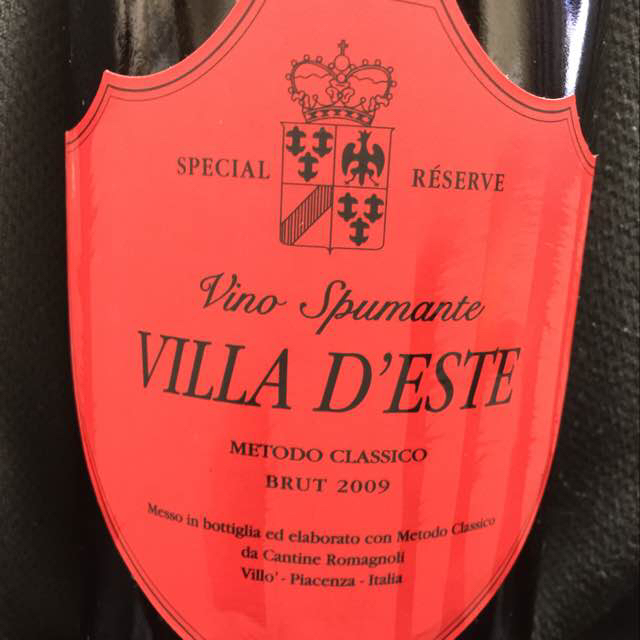 SPECIAL RÉSERVE
Vino Spumante
VILLA D'ESTE
METODO CLASSICO
BRUT 2009
Messo in bottiglia ed elaborato con Metodo Classico
da Cantine Romagnoli
Villo' - Piacenza - Italia